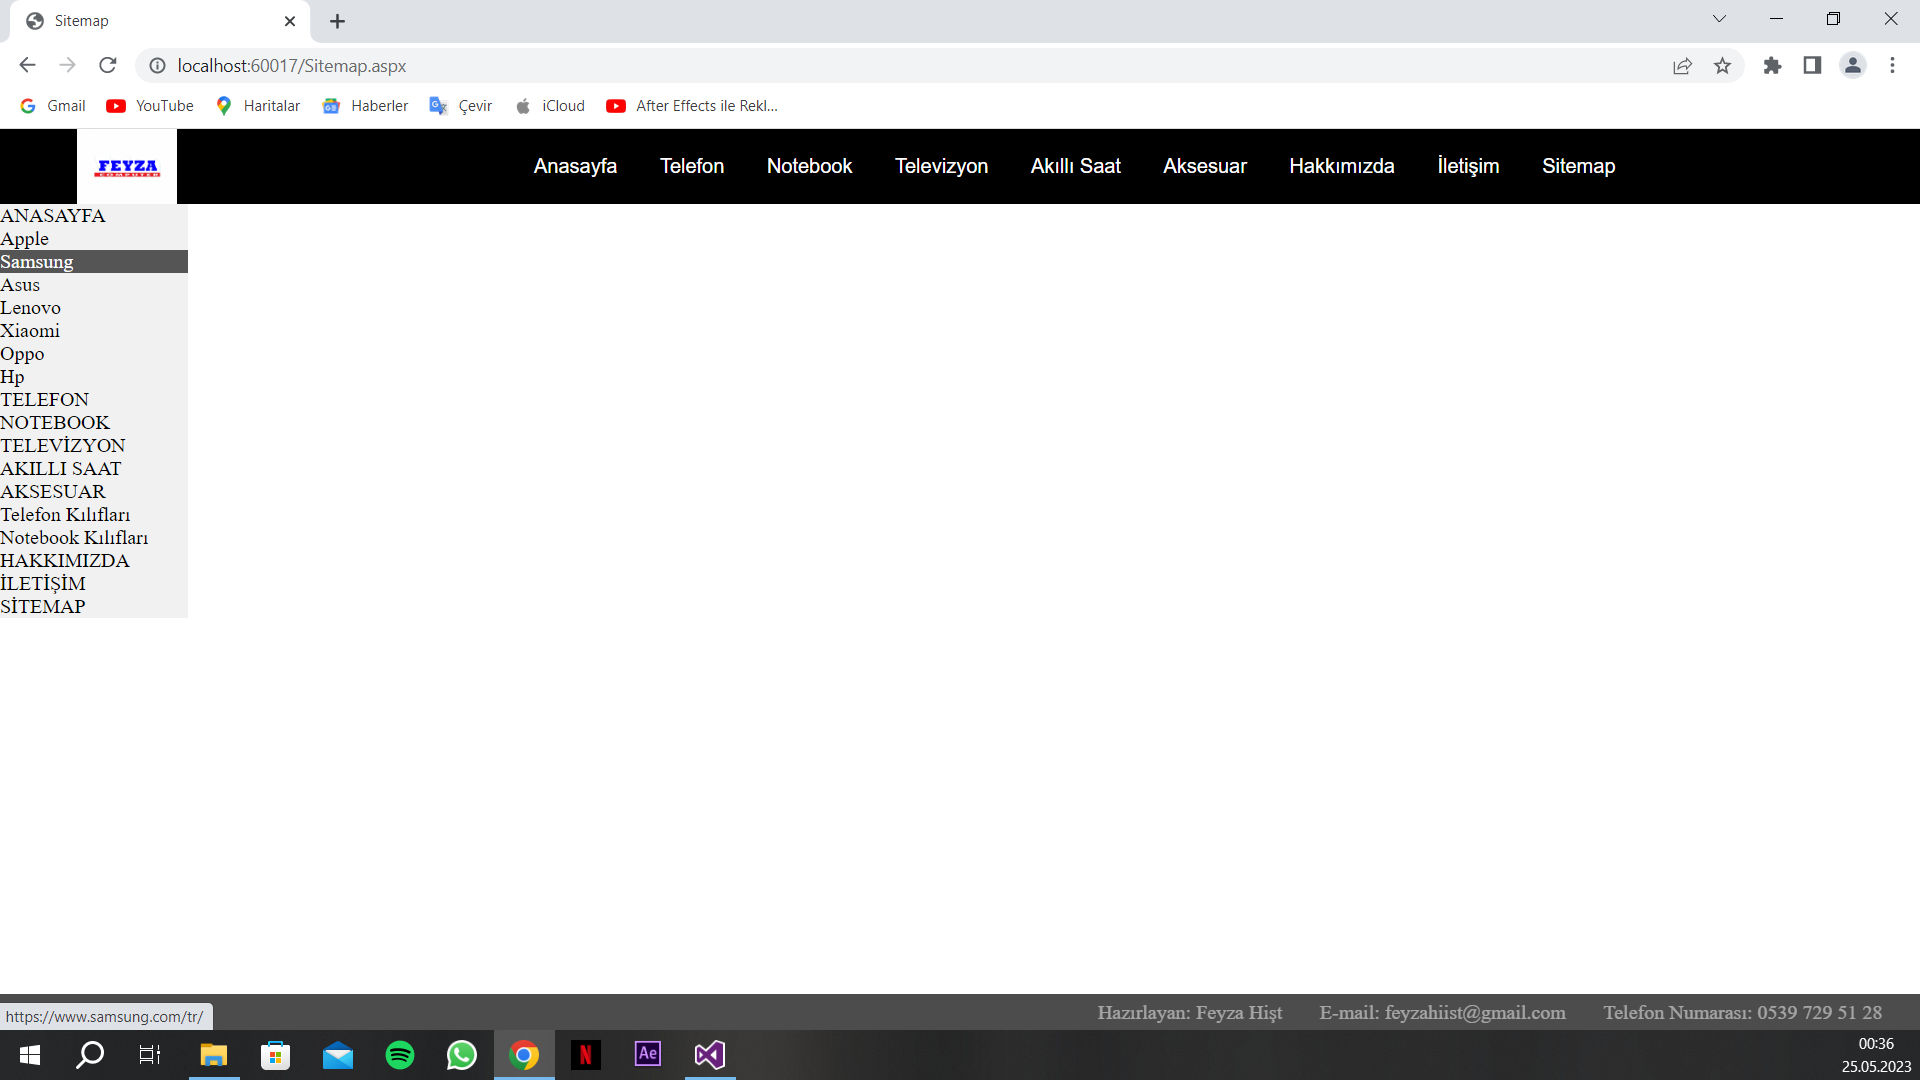 Sitemap
localhost:60017/Sitemap.aspx
Gmail YouTube Haritalar Haberler Çevir iCloud After Effects ile Rekl...
FEYZA
COMPUTER
Anasayfa Telefon Notebook Televizyon Akıllı Saat Aksesuar Hakkımızda İletişim Sitemap
ANASAYFA
Apple
Samsung
Asus
Lenovo
Xiaomi
Oppo
Hp
TELEFON
NOTEBOOK
TELEVİZYON
AKILLI SAAT
AKSESUAR
Telefon Kılıfları
Notebook Kılıfları
HAKKIMIZDA
İLETİŞİM
SİTEMAP
Hazırlayan: Feyza Hişt E-mail: feyzahiist@gmail.com Telefon Numarası: 0539 729 51 28
https://www.samsung.com/tr/
N Ae
00:36
25.05.2023